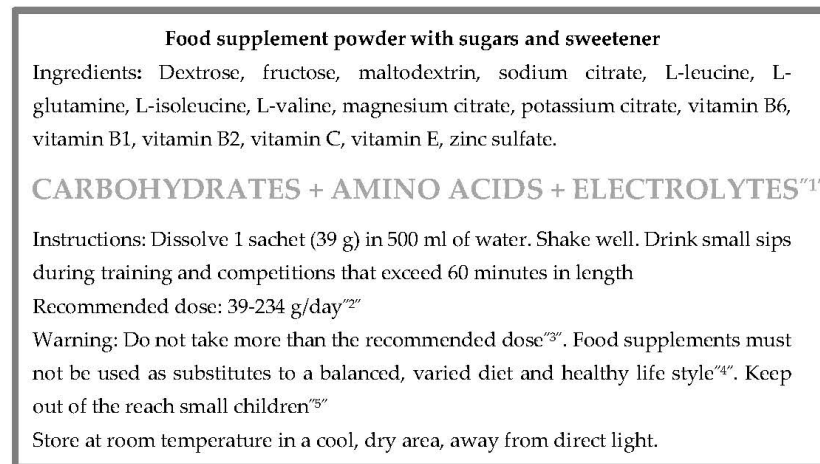 Food supplement powder with sugars and sweetener
Ingredients: Dextrose, fructose, maltodextrin, sodium citrate, L-leucine, L-
glutamine, L-isoleucine, L-valine, magnesium citrate, potassium citrate, vitamin B6,
vitamin B1, vitamin B2, vitamin C, vitamin E, zinc sulfate.
CARBOHYDRATES + AMINO ACIDS + ELECTROLYTES"1"
Instructions: Dissolve 1 sachet (39 g) in 500 ml of water. Shake well. Drink small sips
during training and competitions that exceed 60 minutes in length
Recommended dose: 39-234 g/day"2"
Warning: Do not take more than the recommended dose"3". Food supplements must
not be used as substitutes to a balanced, varied diet and healthy life style"4". Keep
out of the reach small children"5"
Store at room temperature in a cool, dry area, away from direct light.